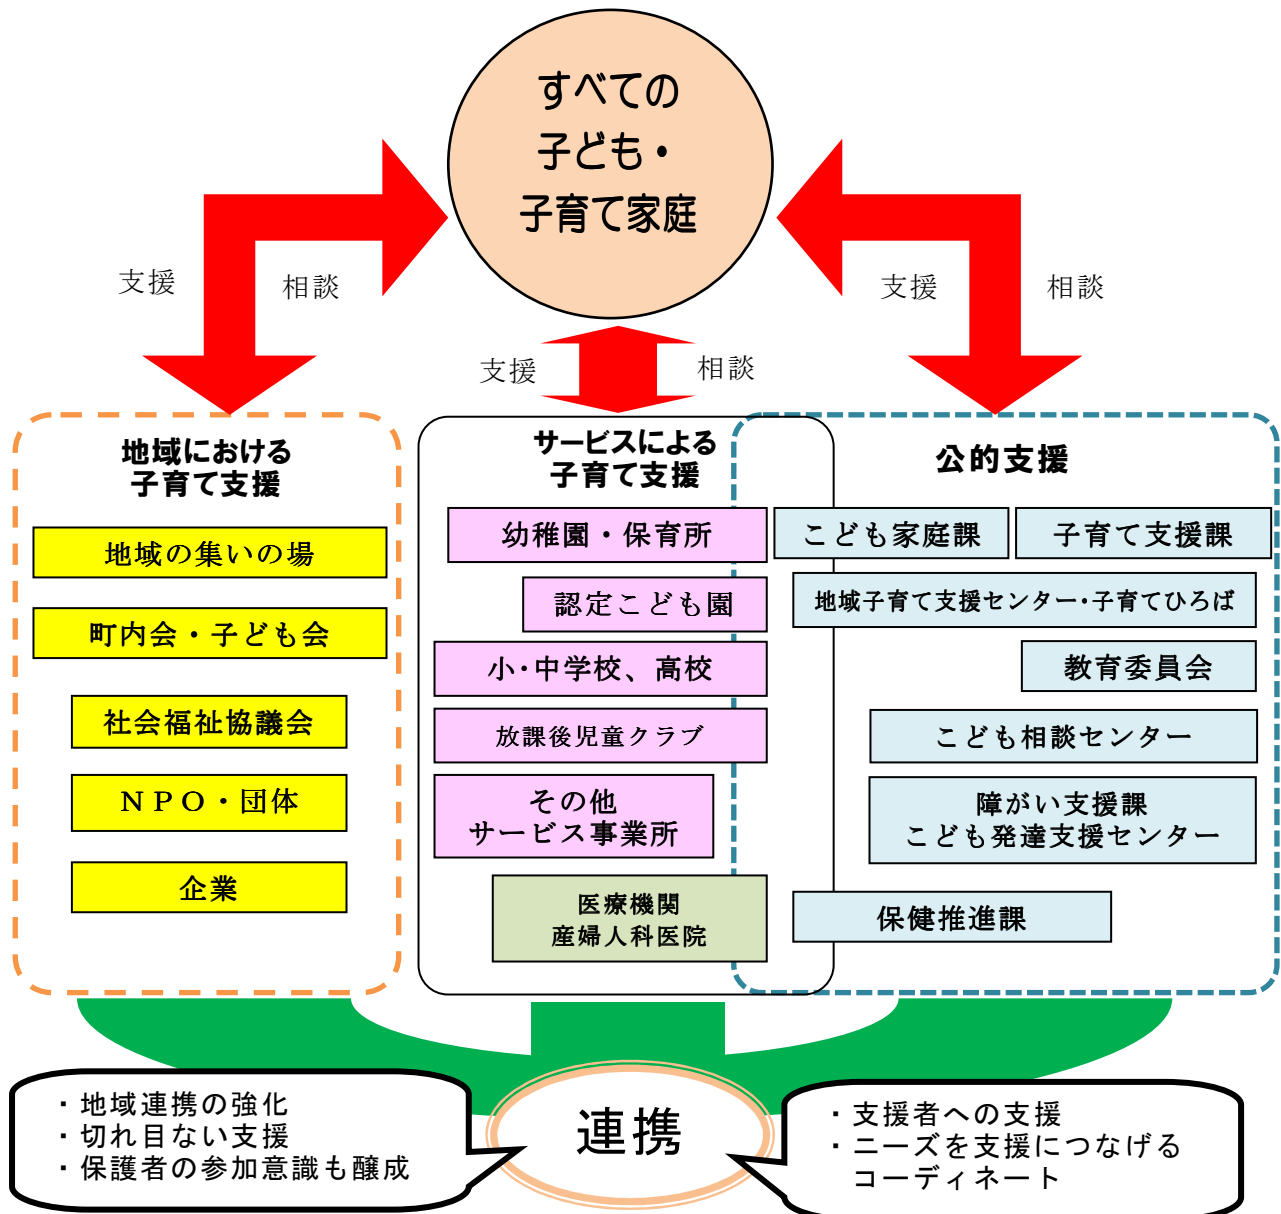 すべての
子ども・
子育て家庭
支援
相談
支援
相談
支援
相談
地域における
子育て支援
地域の集いの場
町内会・子ども会
社会福祉協議会
ＮＰＯ・団体
企業
サービスによる
子育て支援
幼稚園・保育所
認定こども園
小・中学校、高校
放課後児童クラブ
その他
サービス事業所
医療機関
産婦人科医院
公的支援
こども家庭課
子育て支援課
地域子育て支援センター・子育てひろば
教育委員会
こども相談センター
障がい支援課
こども発達支援センター
保健推進課
・地域連携の強化
・切れ目ない支援
・保護者の参加意識も醸成
連携
・支援者への支援
・ニーズを支援につなげる
コーディネート